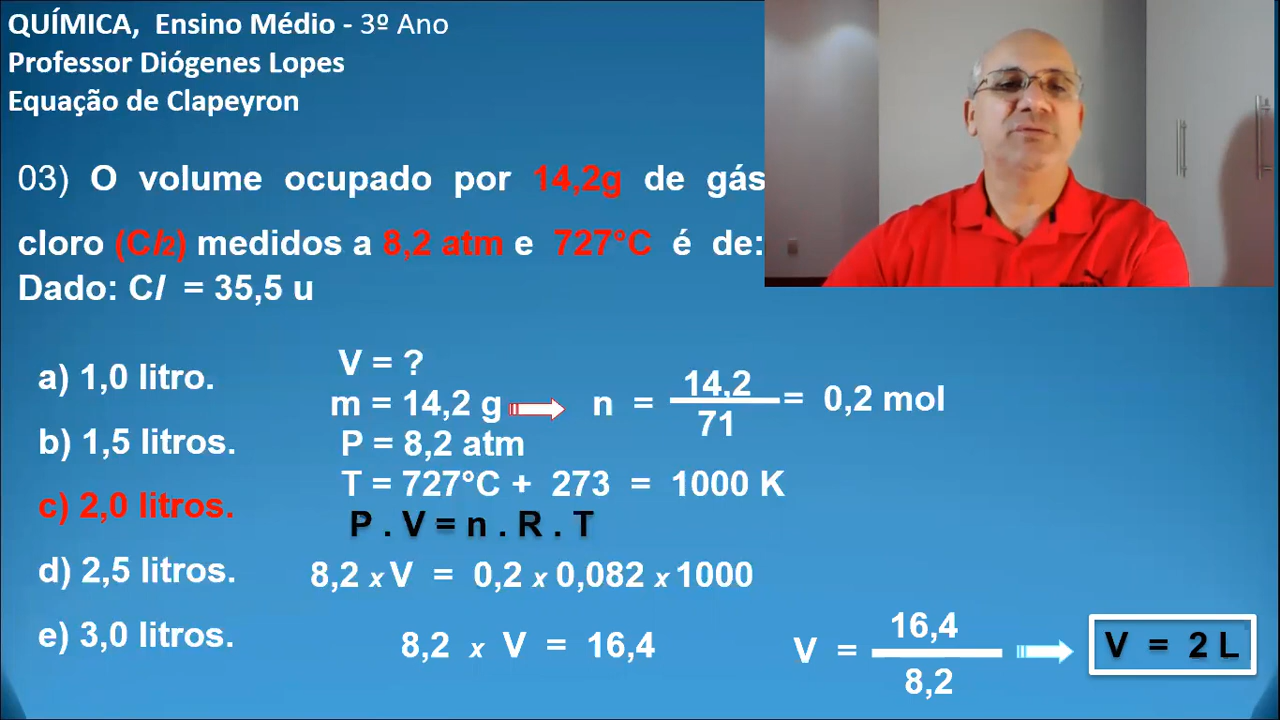 QUÍMICA, Ensino Médio - 3º Ano
Professor Diógenes Lopes
Equação de Clapeyron
03) O volume ocupado por 14,2g de gás
cloro (Cl2) medidos a 8,2 atm e 727°C é de:
Dado: Cl = 35,5 u
a) 1,0 litro.
b) 1,5 litros.
c) 2,0 litros.
d) 2,5 litros.
e) 3,0 litros.
V = ?
m = 14,2 g n = 14,2 = 0,2 mol
71
P = 8,2 atm
T = 727°C + 273 = 1000 K
P . V = n . R . T
8,2 x V = 0,2 x 0,082 x 1000
8,2 x V = 16,4
V = 16,4
8,2
V = 2 L